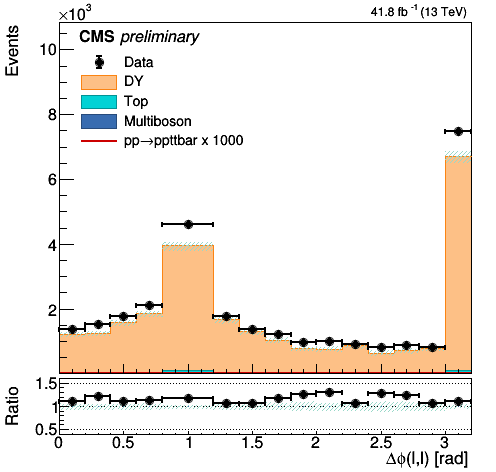 ×10³
41.8 fb⁻¹ (13 TeV)
Events
CMS preliminary
Data
DY
Top
Multiboson
pp→ppttbar x 1000
10
8
6
4
2
Ratio
1.5
1
0.5
0 0.5 1 1.5 2 2.5 3
Δϕ(l,l) [rad]